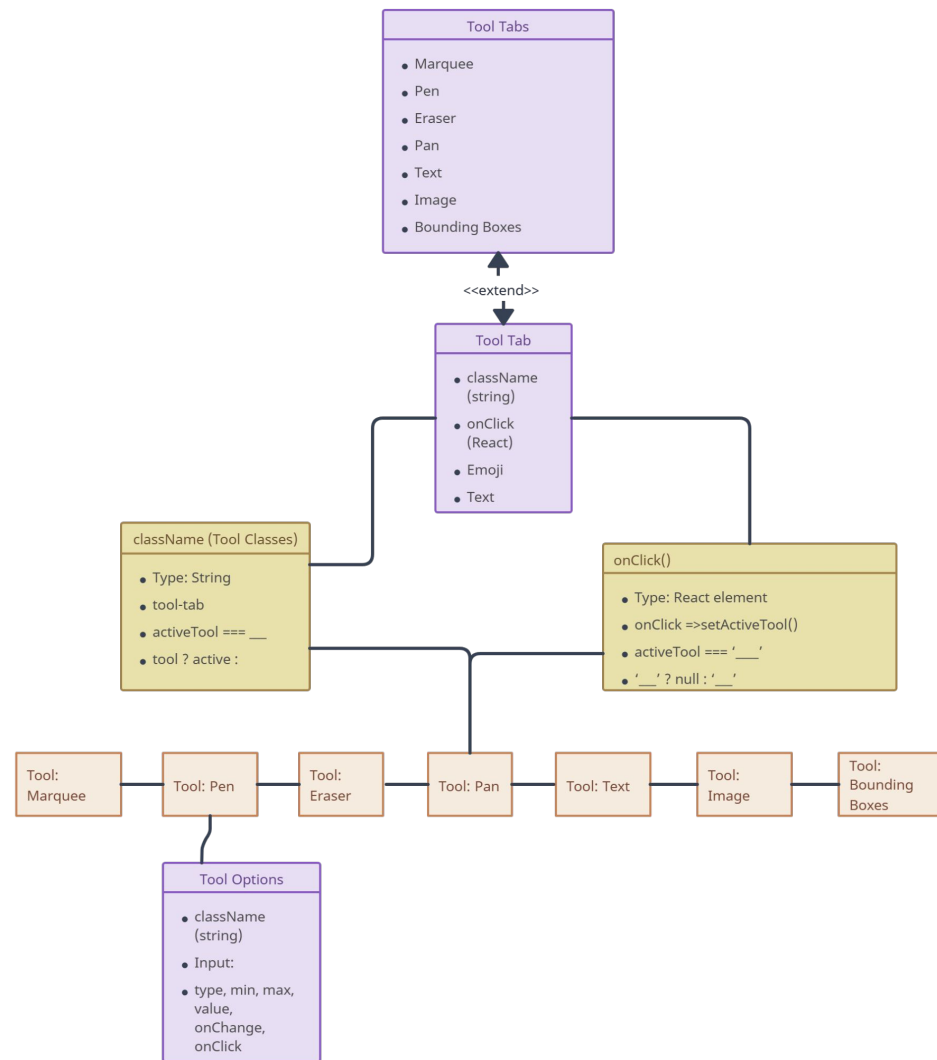 Tool Tabs
Marquee
Pen
Eraser
Pan
Text
Image
Bounding Boxes
<<extend>>
Tool Tab
className
(string)
onClick
(React)
Emoji
Text
className (Tool Classes)
Type: String
tool-tab
activeTool === __
tool ? active :
onClick()
Type: React element
onClick =>setActiveTool()
activeTool === ‘___’
‘__’ ? null : ‘__’
Tool:
Marquee
Tool: Pen
Tool:
Eraser
Tool: Pan
Tool: Text
Tool:
Image
Tool:
Bounding
Boxes
Tool Options
className
(string)
Input:
type, min, max,
value,
onChange,
onClick